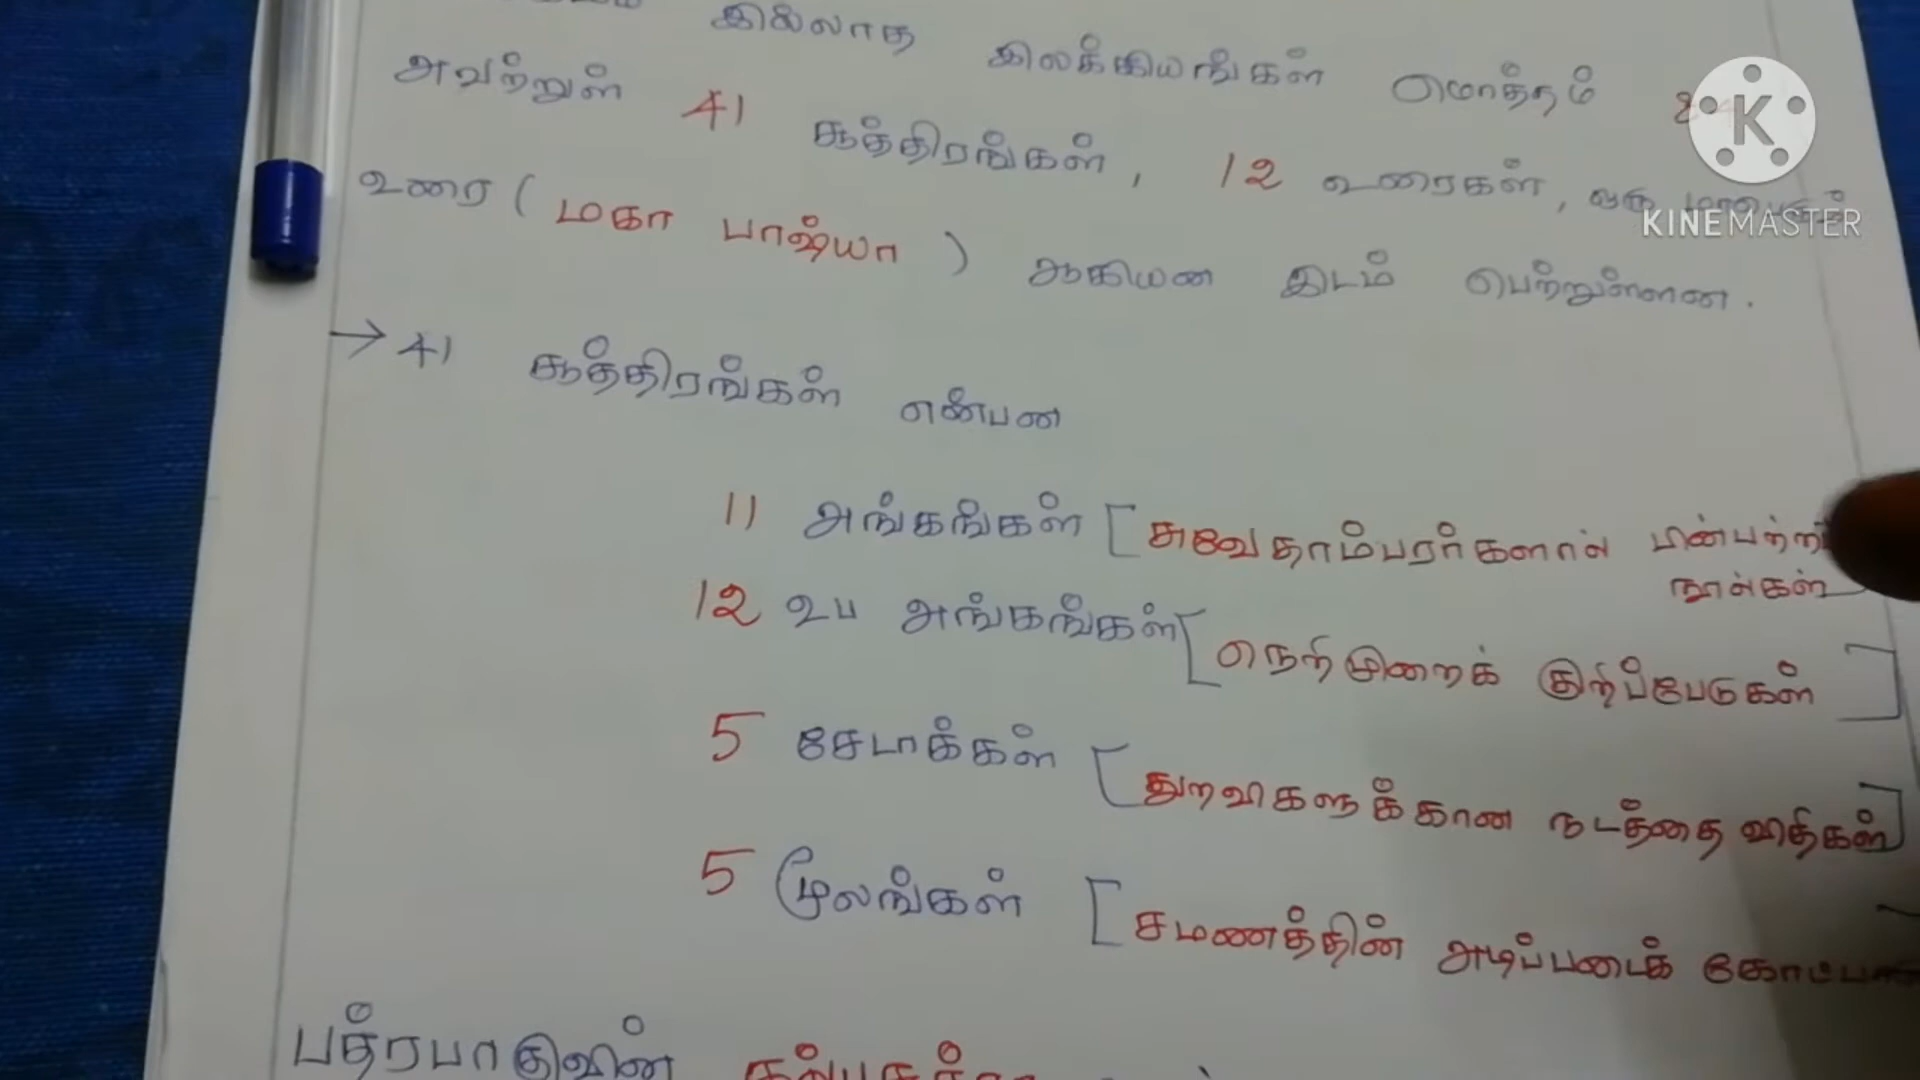 இல்லாத இலக்கியங்கள் மொத்தம்
அவற்றுள் 41 சூத்திரங்கள், 12 உரைகள், ஒரு மாபெரும்
உரை ( மகா பாஷ்யா ) ஆகியன இடம் பெற்றுள்ளன.
→ 41 சூத்திரங்கள் என்பன
11 அங்கங்கள் [சுவேதாம்பரர்களால் பின்பற்றி
நூல்கள்
12 உப அங்கங்கள் [நெறிமுறைக் குறிப்பேடுகள்]
5 சேடாக்கள் [துறவிகளுக்கான நடத்தை விதிகள்]
5 மூலங்கள் [சமணத்தின் அடிப்படைக்
பத்ரபாகுவின்
K
KINEMASTER